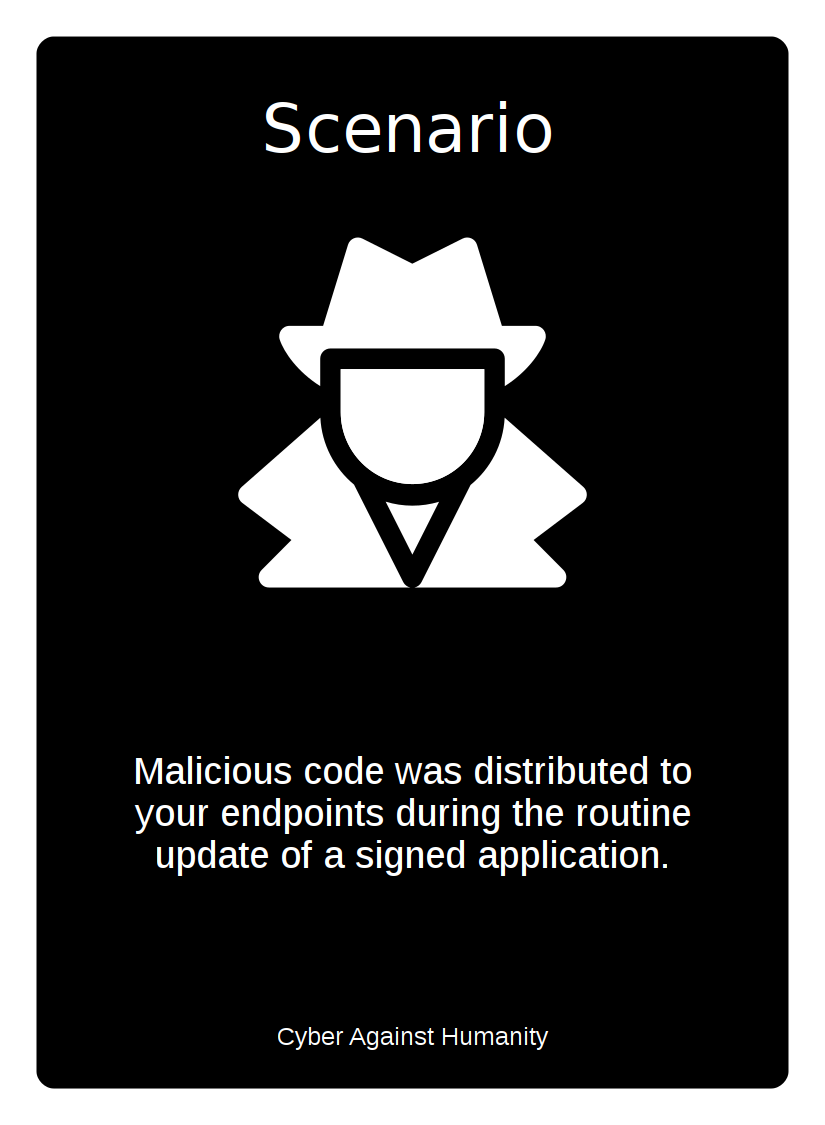 Scenario
Malicious code was distributed to
your endpoints during the routine
update of a signed application.
Cyber Against Humanity